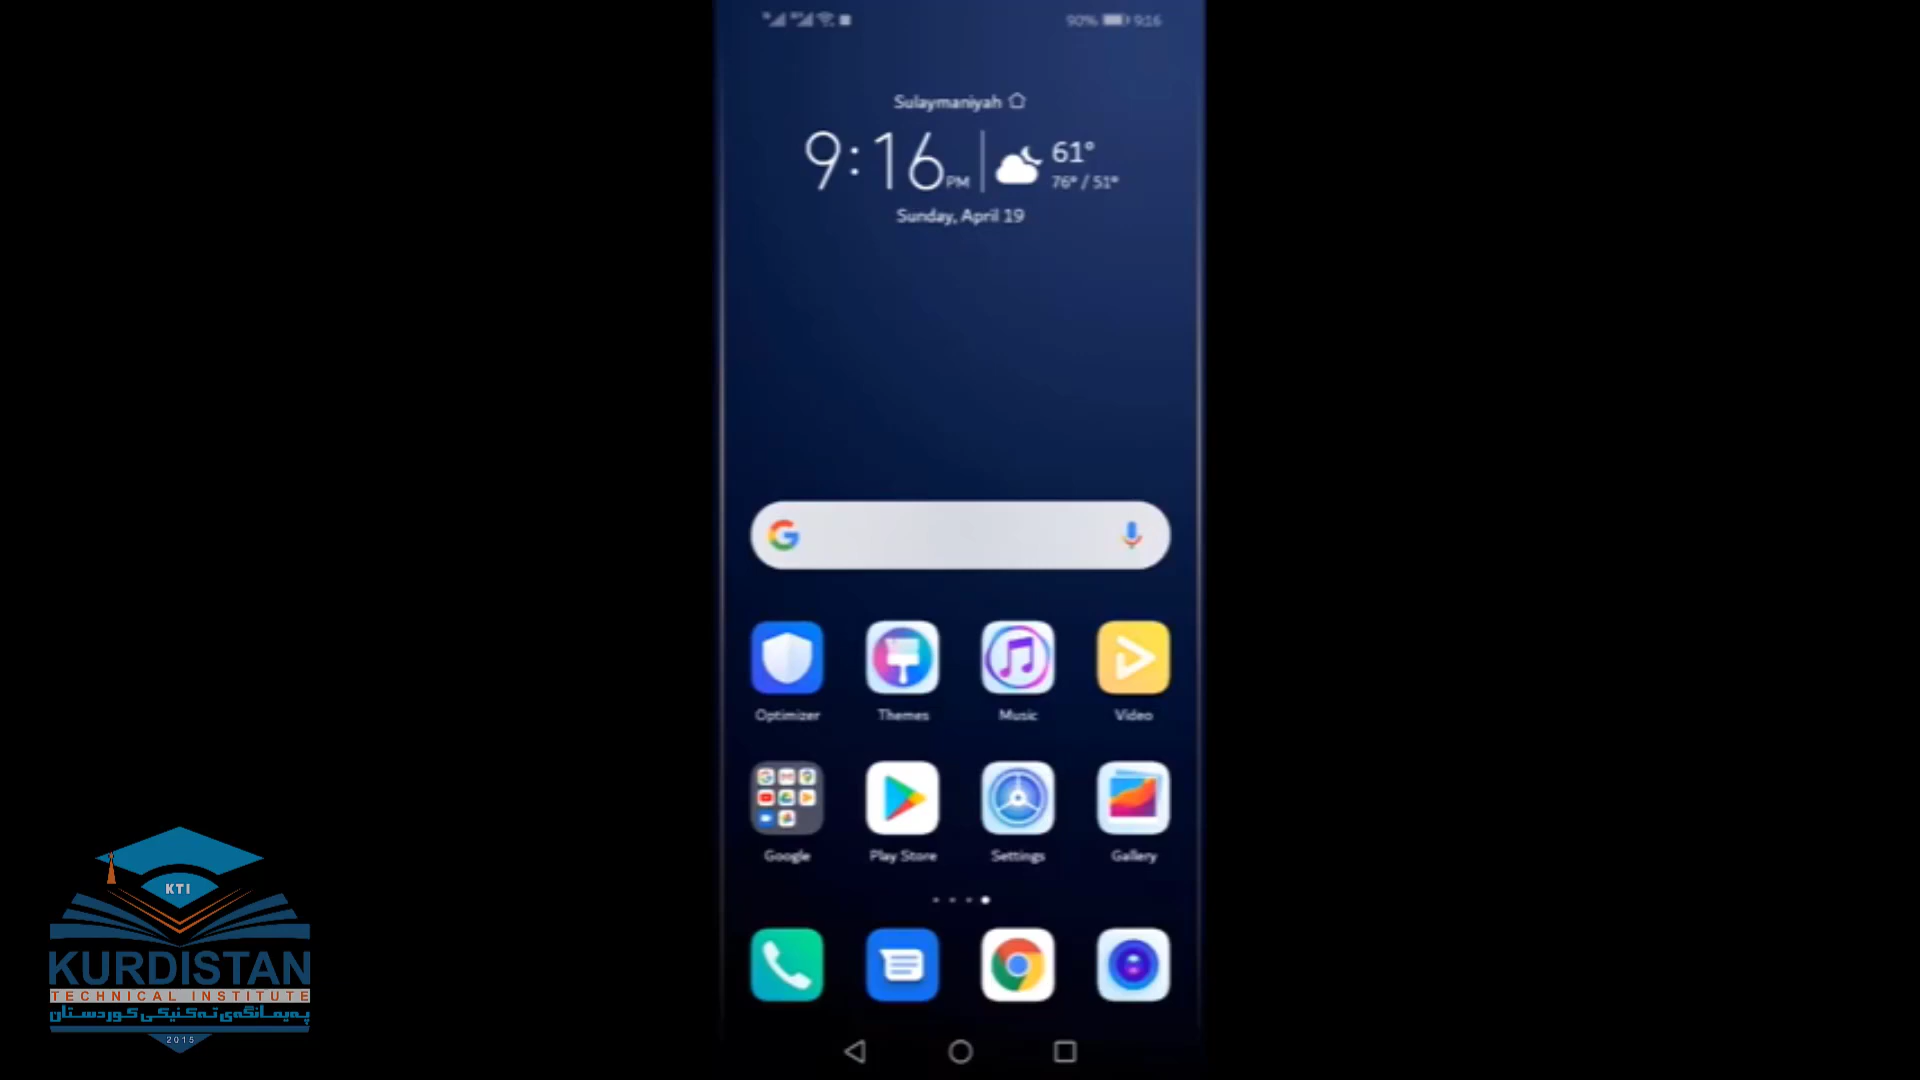 90% 9:16
Sulaymaniyah
9:16 PM
61°
76° / 51°
Sunday, April 19
Optimizer Themes Music Video
Google Play Store Settings Gallery
KTI
KURDISTAN
TECHNICAL INSTITUTE
پەیمانگەی تەکنیکی کوردستان
2015